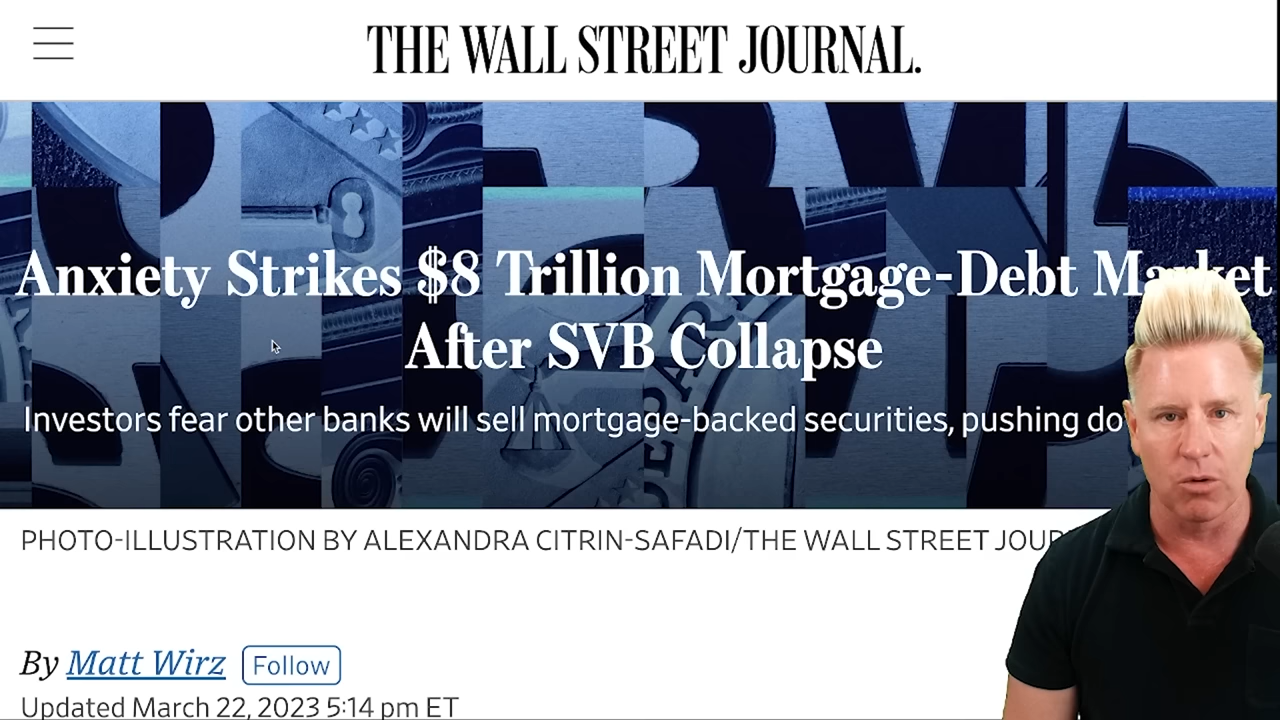 THE WALL STREET JOURNAL.
Anxiety Strikes $8 Trillion Mortgage-Debt Market
After SVB Collapse
Investors fear other banks will sell mortgage-backed securities, pushing
PHOTO-ILLUSTRATION BY ALEXANDRA CITRIN-SAFADI/THE WALL STREET
By Matt Wirz Follow
Updated March 22, 2023 5:14 pm ET